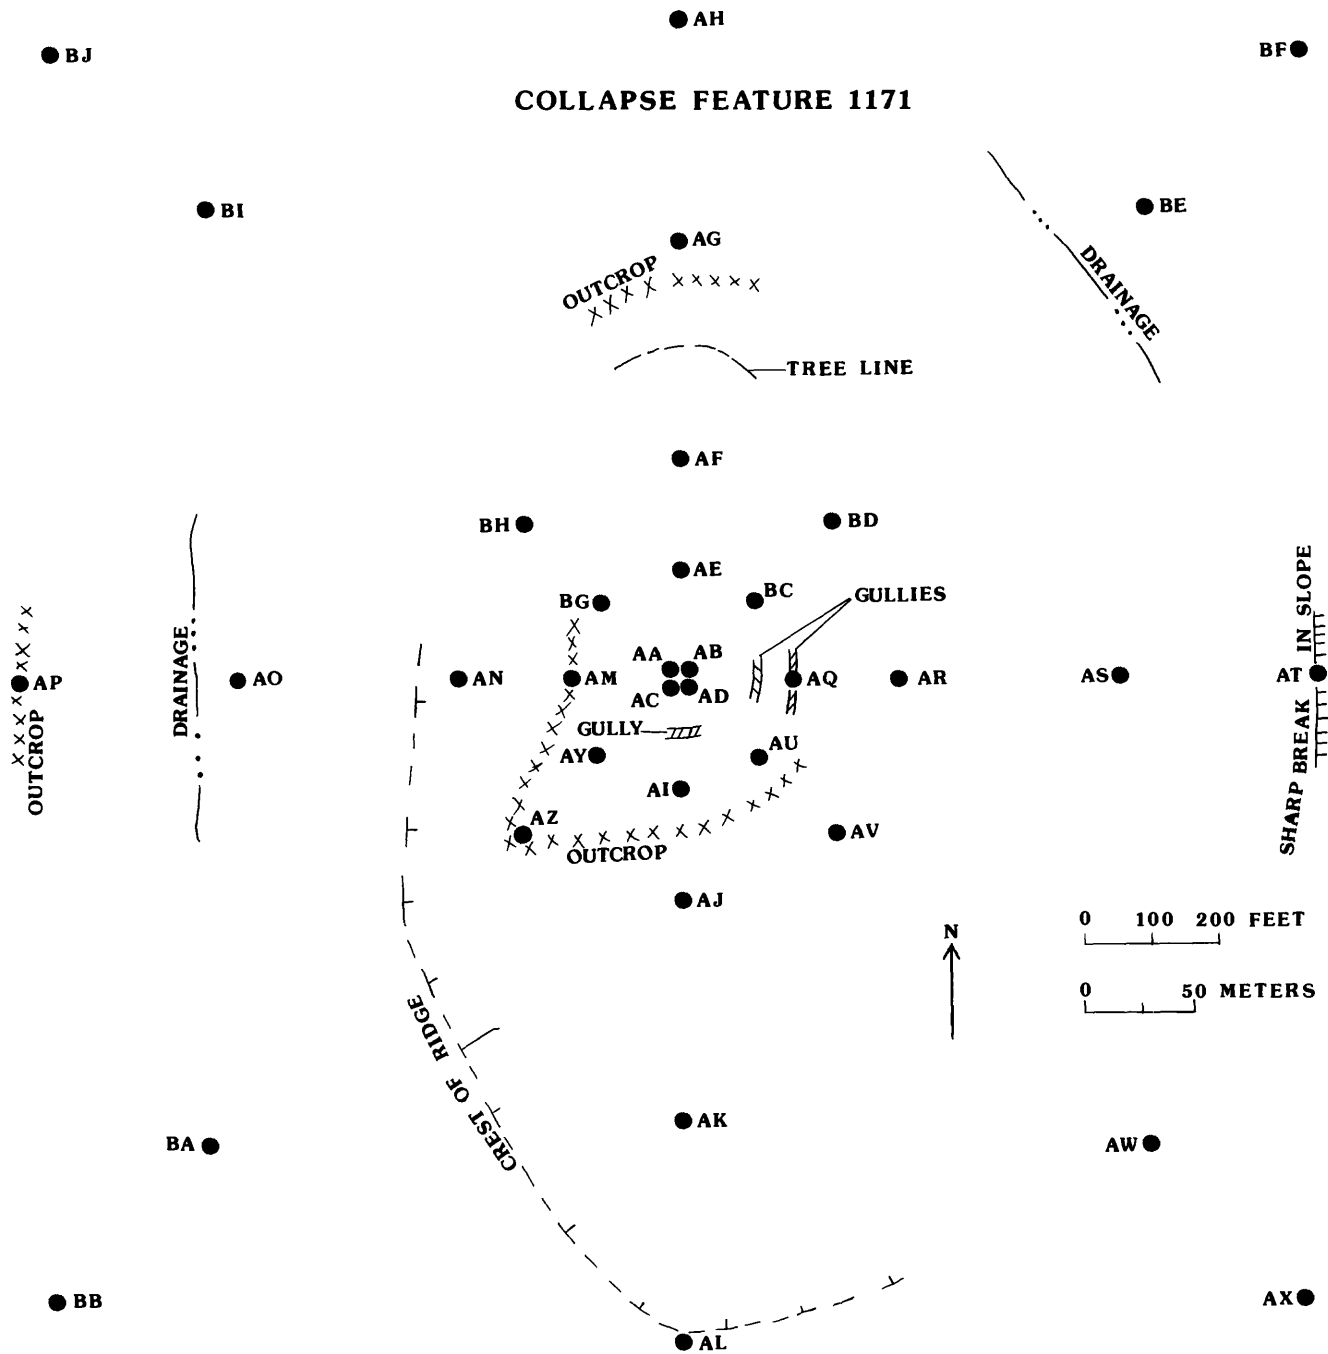 AH
BJ
BF
COLLAPSE FEATURE 1171
BI
BE
AG
OUTCROP
DRAINAGE
TREE LINE
AF
BH
BD
AE
BG
BC
GULLIES
AA
AB
AP
DRAINAGE
AO
AN
AM
AC
AD
AQ
AR
AS
AT
SHARP BREAK IN SLOPE
OUTCROP
GULLY
AY
AU
AI
AZ
AV
OUTCROP
AJ
N
0 100 200 FEET
0 50 METERS
CREST OF RIDGE
AK
BA
AW
BB
AX
AL